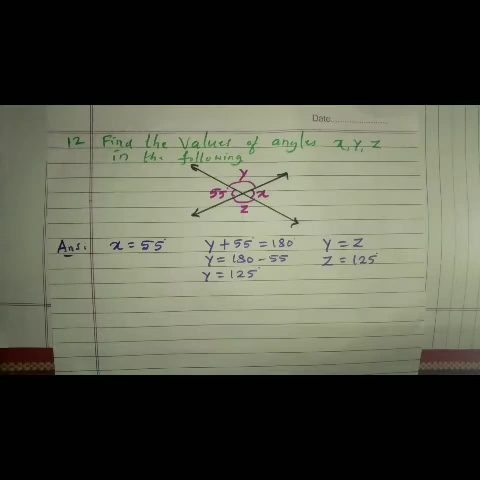 Date:..................
12 Find the values of angles x, y, z
in the following
y
55° x
z
Ans: x = 55° y + 55° = 180 y = z
y = 180 - 55 z = 125°
y = 125°